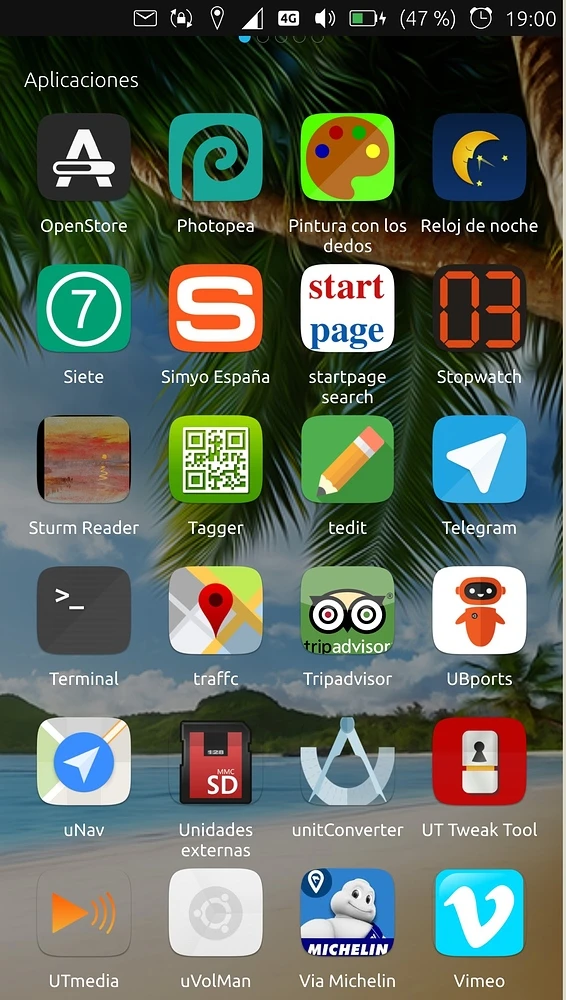 4G (47 %) 19:00
Aplicaciones
OpenStore
Photopea
Pintura con los
dedos
Reloj de noche
7
Siete
S
Simyo España
start
page
startpage
search
03
Stopwatch
Sturm Reader
Tagger
tedit
Telegram
>_
Terminal
traffc
tripadvisor®
Tripadvisor
UBports
uNav
128
MMC
SD
Unidades
externas
unitConverter
UT Tweak Tool
UTmedia
uVolMan
MICHELIN
Via Michelin
Vimeo